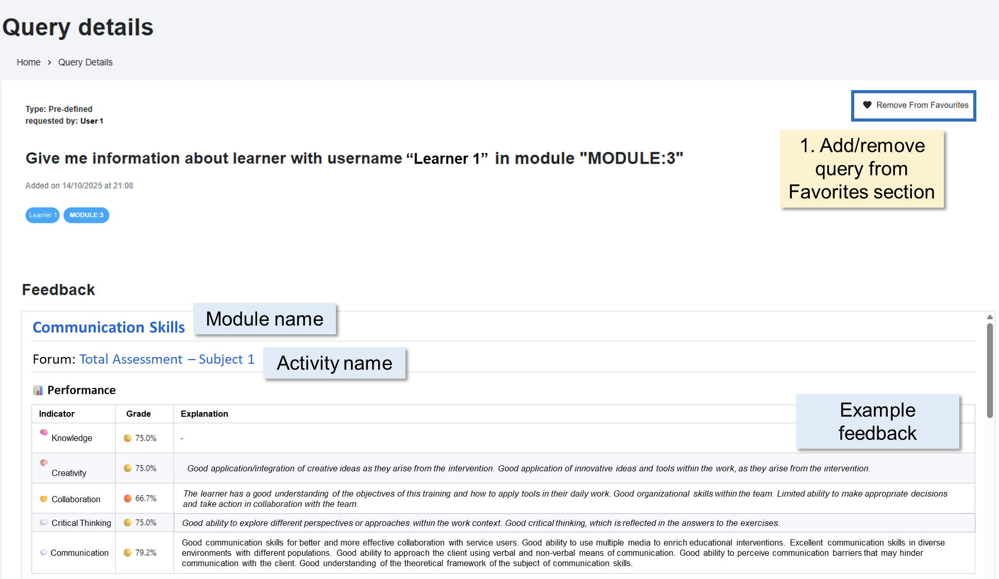 Query details
Home > Query Details
Type: Pre-defined
requested by: User 1
Remove From Favourites
1. Add/remove
query from
Favorites section
Give me information about learner with username “Learner 1” in module "MODULE:3"
Added on 14/10/2025 at 21:08
Learner 1 MODULE:3
Feedback
Communication Skills
Module name
Forum: Total Assessment – Subject 1
Activity name
Performance
Example
feedback
Indicator Grade Explanation
Knowledge 75.0% -
Creativity 75.0% Good application/integration of creative ideas as they arise from the intervention. Good application of innovative ideas and tools within the work, as they arise from the intervention.
Collaboration 66.7% The learner has a good understanding of the objectives of this training and how to apply tools in their daily work. Good organizational skills within the team. Limited ability to make appropriate decisions
and take action in collaboration with the team.
Critical Thinking 75.0% Good ability to explore different perspectives or approaches within the work context. Good critical thinking, which is reflected in the answers to the exercises.
Communication 79.2% Good communication skills for better and more effective collaboration with service users. Good ability to use multiple media to enrich educational interventions. Excellent communication skills in diverse
environments with different populations. Good ability to approach the client using verbal and non-verbal means of communication. Good ability to perceive communication barriers that may hinder
communication with the client. Good understanding of the theoretical framework of the subject of communication skills.